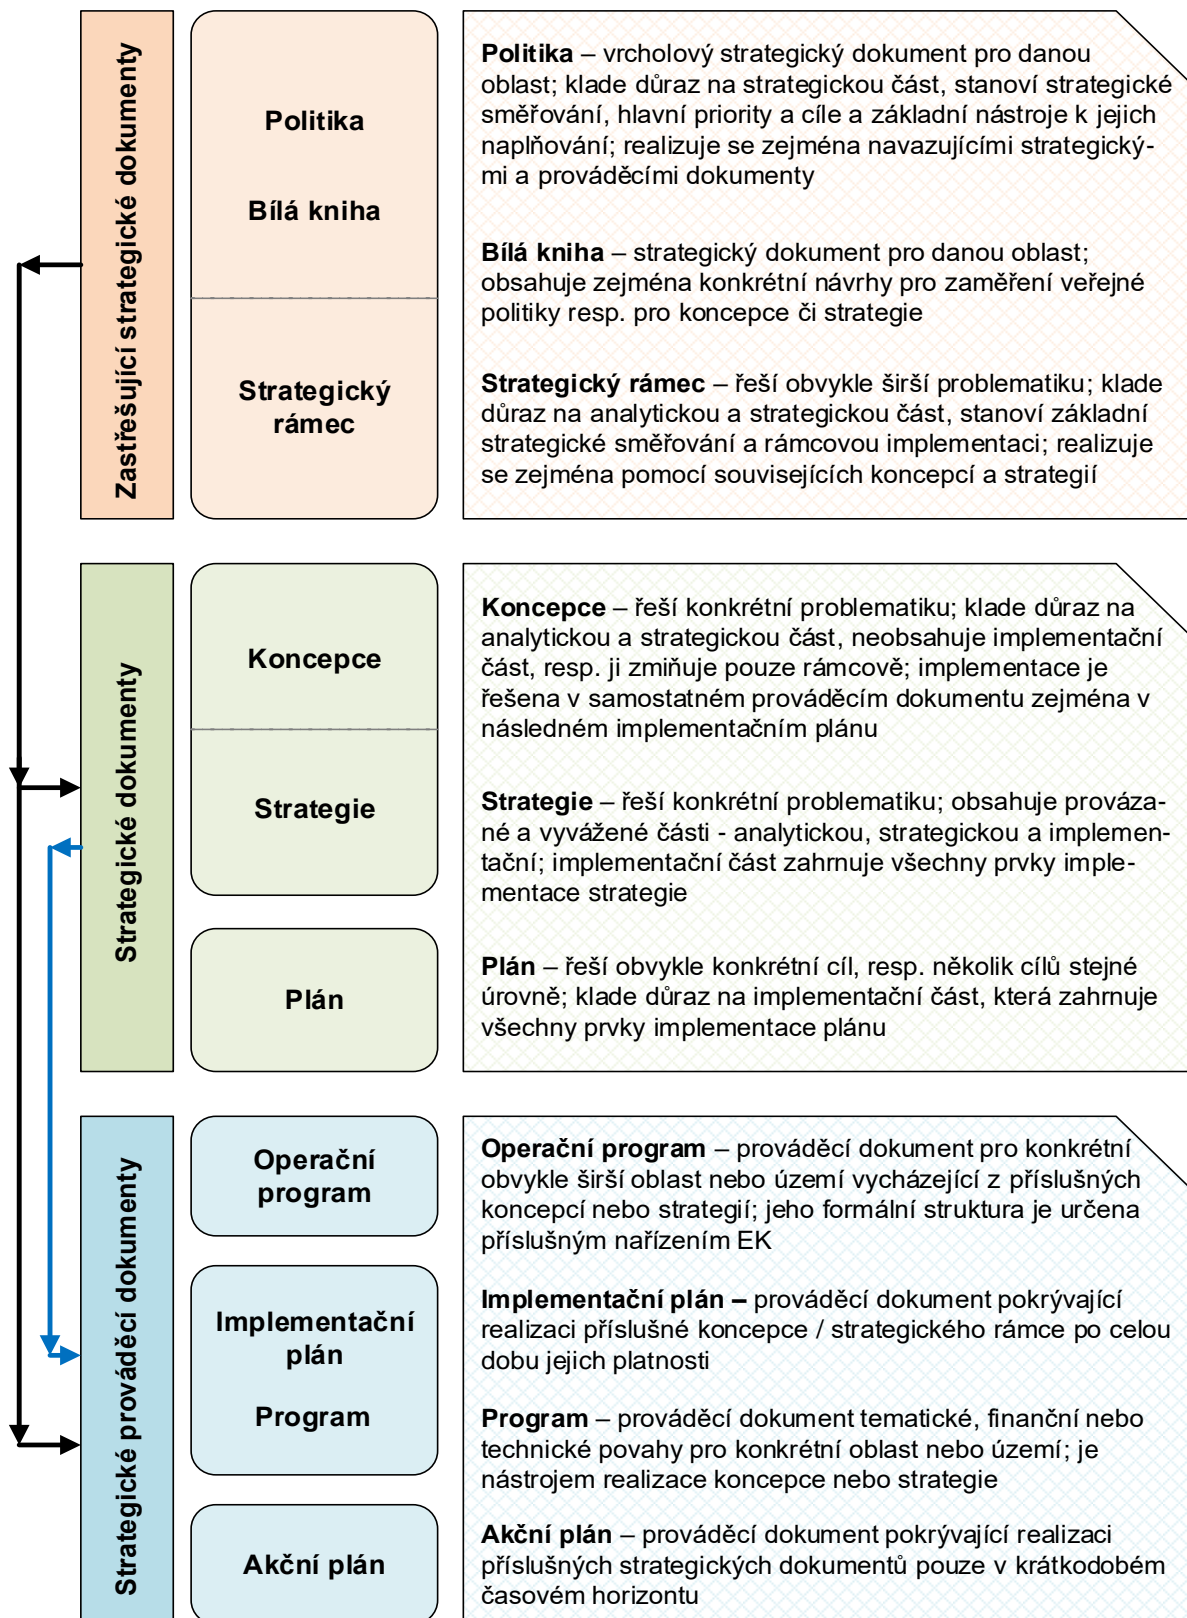 Zastřešující strategické dokumenty
Politika
Bílá kniha
Strategický
rámec
Politika – vrcholový strategický dokument pro danou
oblast; klade důraz na strategickou část, stanoví strategické
směřování, hlavní priority a cíle a základní nástroje k jejich
naplňování; realizuje se zejména navazujícími strategický-
mi a prováděcími dokumenty
Bílá kniha – strategický dokument pro danou oblast;
obsahuje zejména konkrétní návrhy pro zaměření veřejné
politiky resp. pro koncepce či strategie
Strategický rámec – řeší obvykle širší problematiku; klade
důraz na analytickou a strategickou část, stanoví základní
strategické směřování a rámcovou implementaci; realizuje
se zejména pomocí souvisejících koncepcí a strategií
Strategické dokumenty
Koncepce
Strategie
Plán
Koncepce – řeší konkrétní problematiku; klade důraz na
analytickou a strategickou část, neobsahuje implementační
část, resp. ji zmiňuje pouze rámcově; implementace je
řešena v samostatném prováděcím dokumentu zejména v
následném implementačním plánu
Strategie – řeší konkrétní problematiku; obsahuje prováza-
né a vyvážené části - analytickou, strategickou a implemen-
tační; implementační část zahrnuje všechny prvky imple-
mentace strategie
Plán – řeší obvykle konkrétní cíl, resp. několik cílů stejné
úrovně; klade důraz na implementační část, která zahrnuje
všechny prvky implementace plánu
Strategické prováděcí dokumenty
Operační
program
Implementační
plán
Program
Akční plán
Operační program – prováděcí dokument pro konkrétní
obvykle širší oblast nebo území vycházející z příslušných
koncepcí nebo strategií; jeho formální struktura je určena
příslušným nařízením EK
Implementační plán – prováděcí dokument pokrývající
realizaci příslušné koncepce / strategického rámce po celou
dobu jejich platnosti
Program – prováděcí dokument tematické, finanční nebo
technické povahy pro konkrétní oblast nebo území; je
nástrojem realizace koncepce nebo strategie
Akční plán – prováděcí dokument pokrývající realizaci
příslušných strategických dokumentů pouze v krátkodobém
časovém horizontu